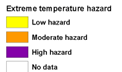 Extreme temperature hazard
Low hazard
Moderate hazard
High hazard
No data